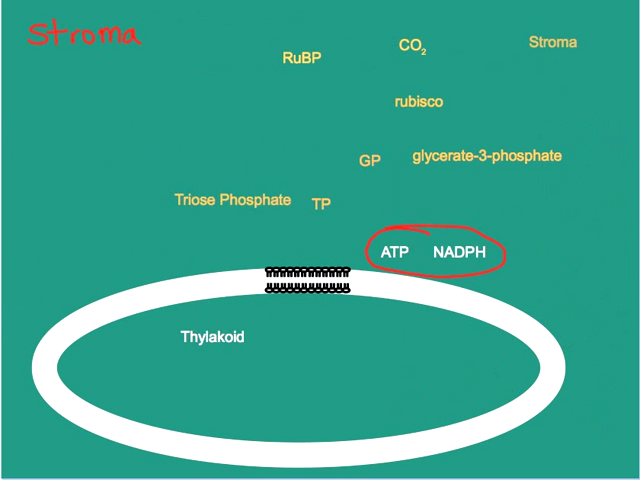 Stroma
RuBP
CO₂
Stroma
rubisco
GP
glycerate-3-phosphate
Triose Phosphate
TP
ATP NADPH
Thylakoid